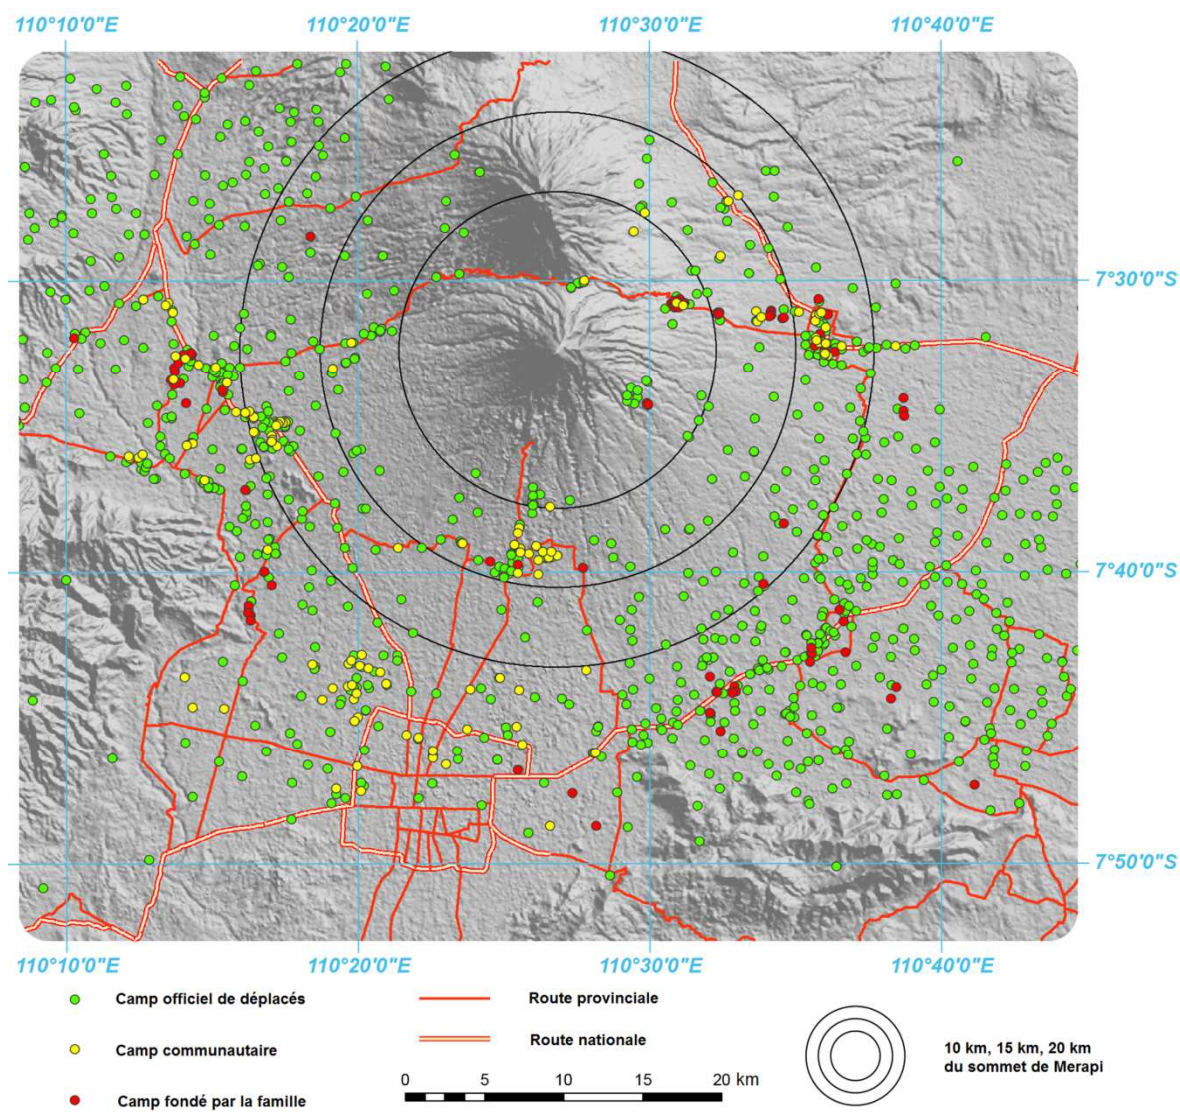 110°10'0"E 110°20'0"E 110°30'0"E 110°40'0"E
7°30'0"S
7°40'0"S
7°50'0"S
110°10'0"E 110°20'0"E 110°30'0"E 110°40'0"E
Camp officiel de déplacés
Camp communautaire
Camp fondé par la famille
Route provinciale
Route nationale
0 5 10 15 20 km
10 km, 15 km, 20 km
du sommet de Merapi